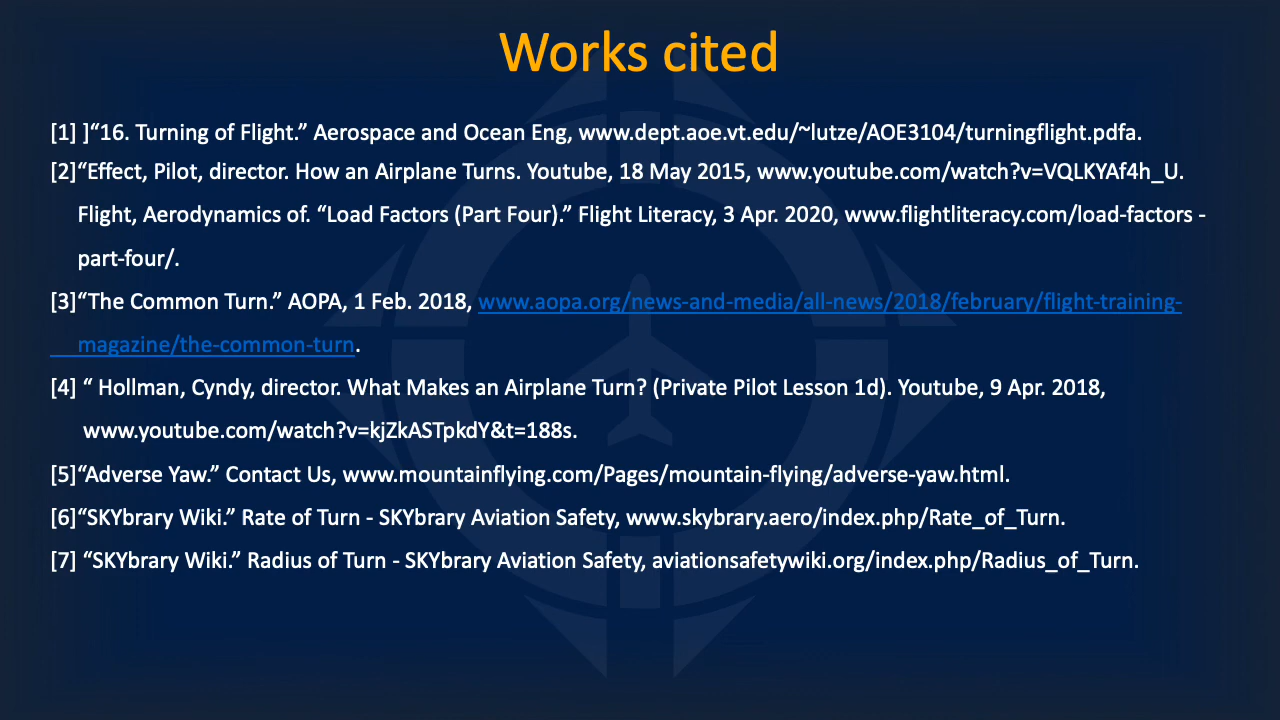 Works cited
[1] ]“16. Turning of Flight.” Aerospace and Ocean Eng, www.dept.aoe.vt.edu/~lutze/AOE3104/turningflight.pdfa.
[2]“Effect, Pilot, director. How an Airplane Turns. Youtube, 18 May 2015, www.youtube.com/watch?v=VQLKYAf4h_U.
Flight, Aerodynamics of. “Load Factors (Part Four).” Flight Literacy, 3 Apr. 2020, www.flightliteracy.com/load-factors -
part-four/.
[3]“The Common Turn.” AOPA, 1 Feb. 2018, www.aopa.org/news-and-media/all-news/2018/february/flight-training-
magazine/the-common-turn.
[4] “ Hollman, Cyndy, director. What Makes an Airplane Turn? (Private Pilot Lesson 1d). Youtube, 9 Apr. 2018,
www.youtube.com/watch?v=kjZkASTpkdY&t=188s.
[5]“Adverse Yaw.” Contact Us, www.mountainflying.com/Pages/mountain-flying/adverse-yaw.html.
[6]“SKYbrary Wiki.” Rate of Turn - SKYbrary Aviation Safety, www.skybrary.aero/index.php/Rate_of_Turn.
[7] “SKYbrary Wiki.” Radius of Turn - SKYbrary Aviation Safety, aviationsafetywiki.org/index.php/Radius_of_Turn.